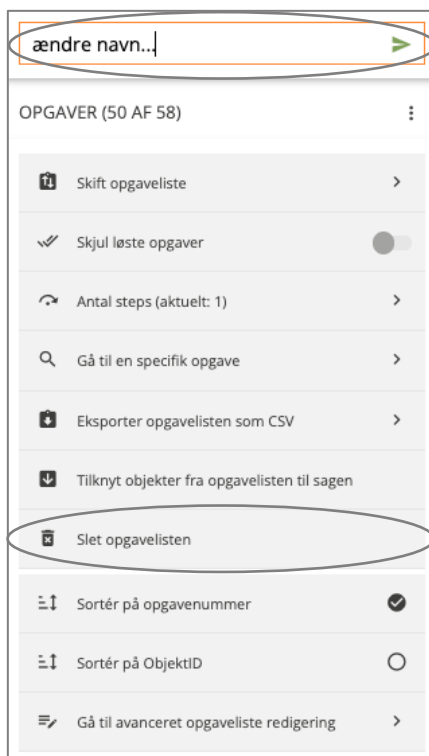 ændre navn...
OPGAVER (50 AF 58)
Skift opgaveliste
Skjul løste opgaver
Antal steps (aktuelt: 1)
Gå til en specifik opgave
Eksporter opgavelisten som CSV
Tilknyt objekter fra opgavelisten til sagen
Slet opgavelisten
Sortér på opgavenummer
Sortér på ObjektID
Gå til avanceret opgaveliste redigering